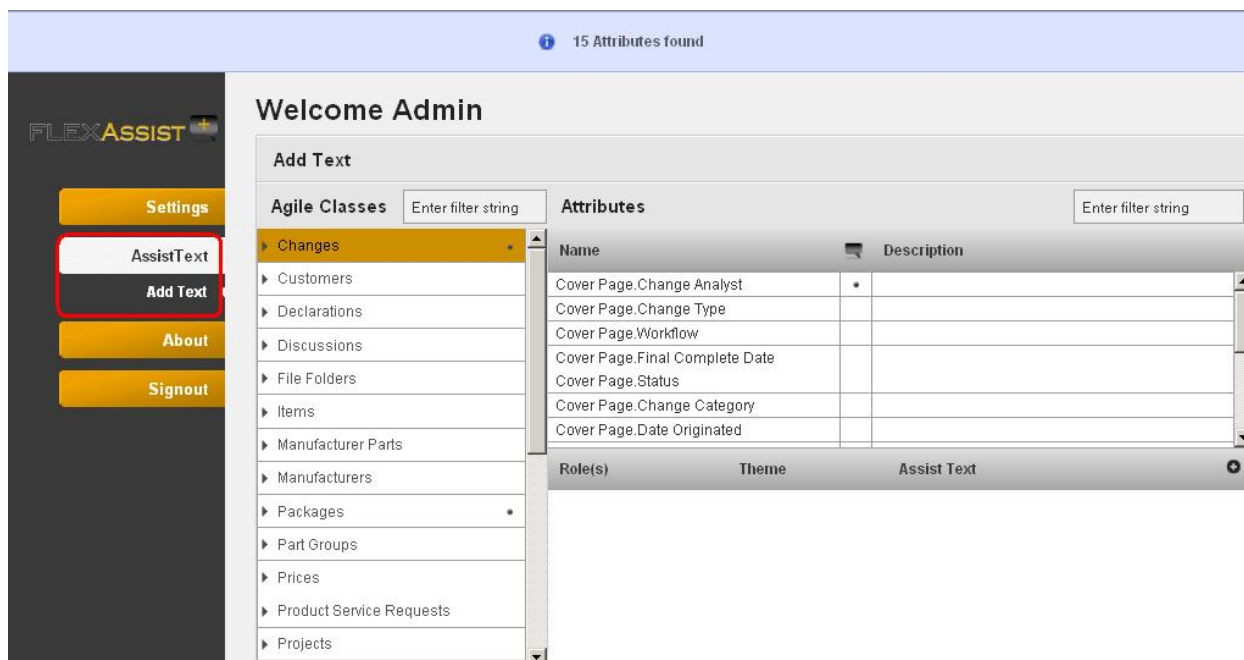 15 Attributes found
FLEXASSIST
Welcome Admin
Add Text
Settings
AssistText
Add Text
About
Signout
Agile Classes
Enter filter string
Changes
Customers
Declarations
Discussions
File Folders
Items
Manufacturer Parts
Manufacturers
Packages
Part Groups
Prices
Product Service Requests
Projects
Attributes
Enter filter string
Name Description
Cover Page.Change Analyst
Cover Page.Change Type
Cover Page.Workflow
Cover Page.Final Complete Date
Cover Page.Status
Cover Page.Change Category
Cover Page.Date Originated
Role(s) Theme Assist Text